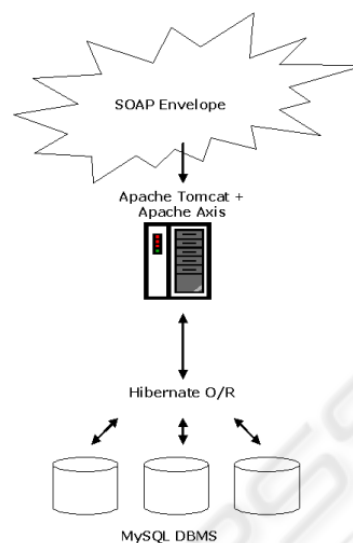 SOAP Envelope
Apache Tomcat +
Apache Axis
Hibernate O/R
MySQL DBMS